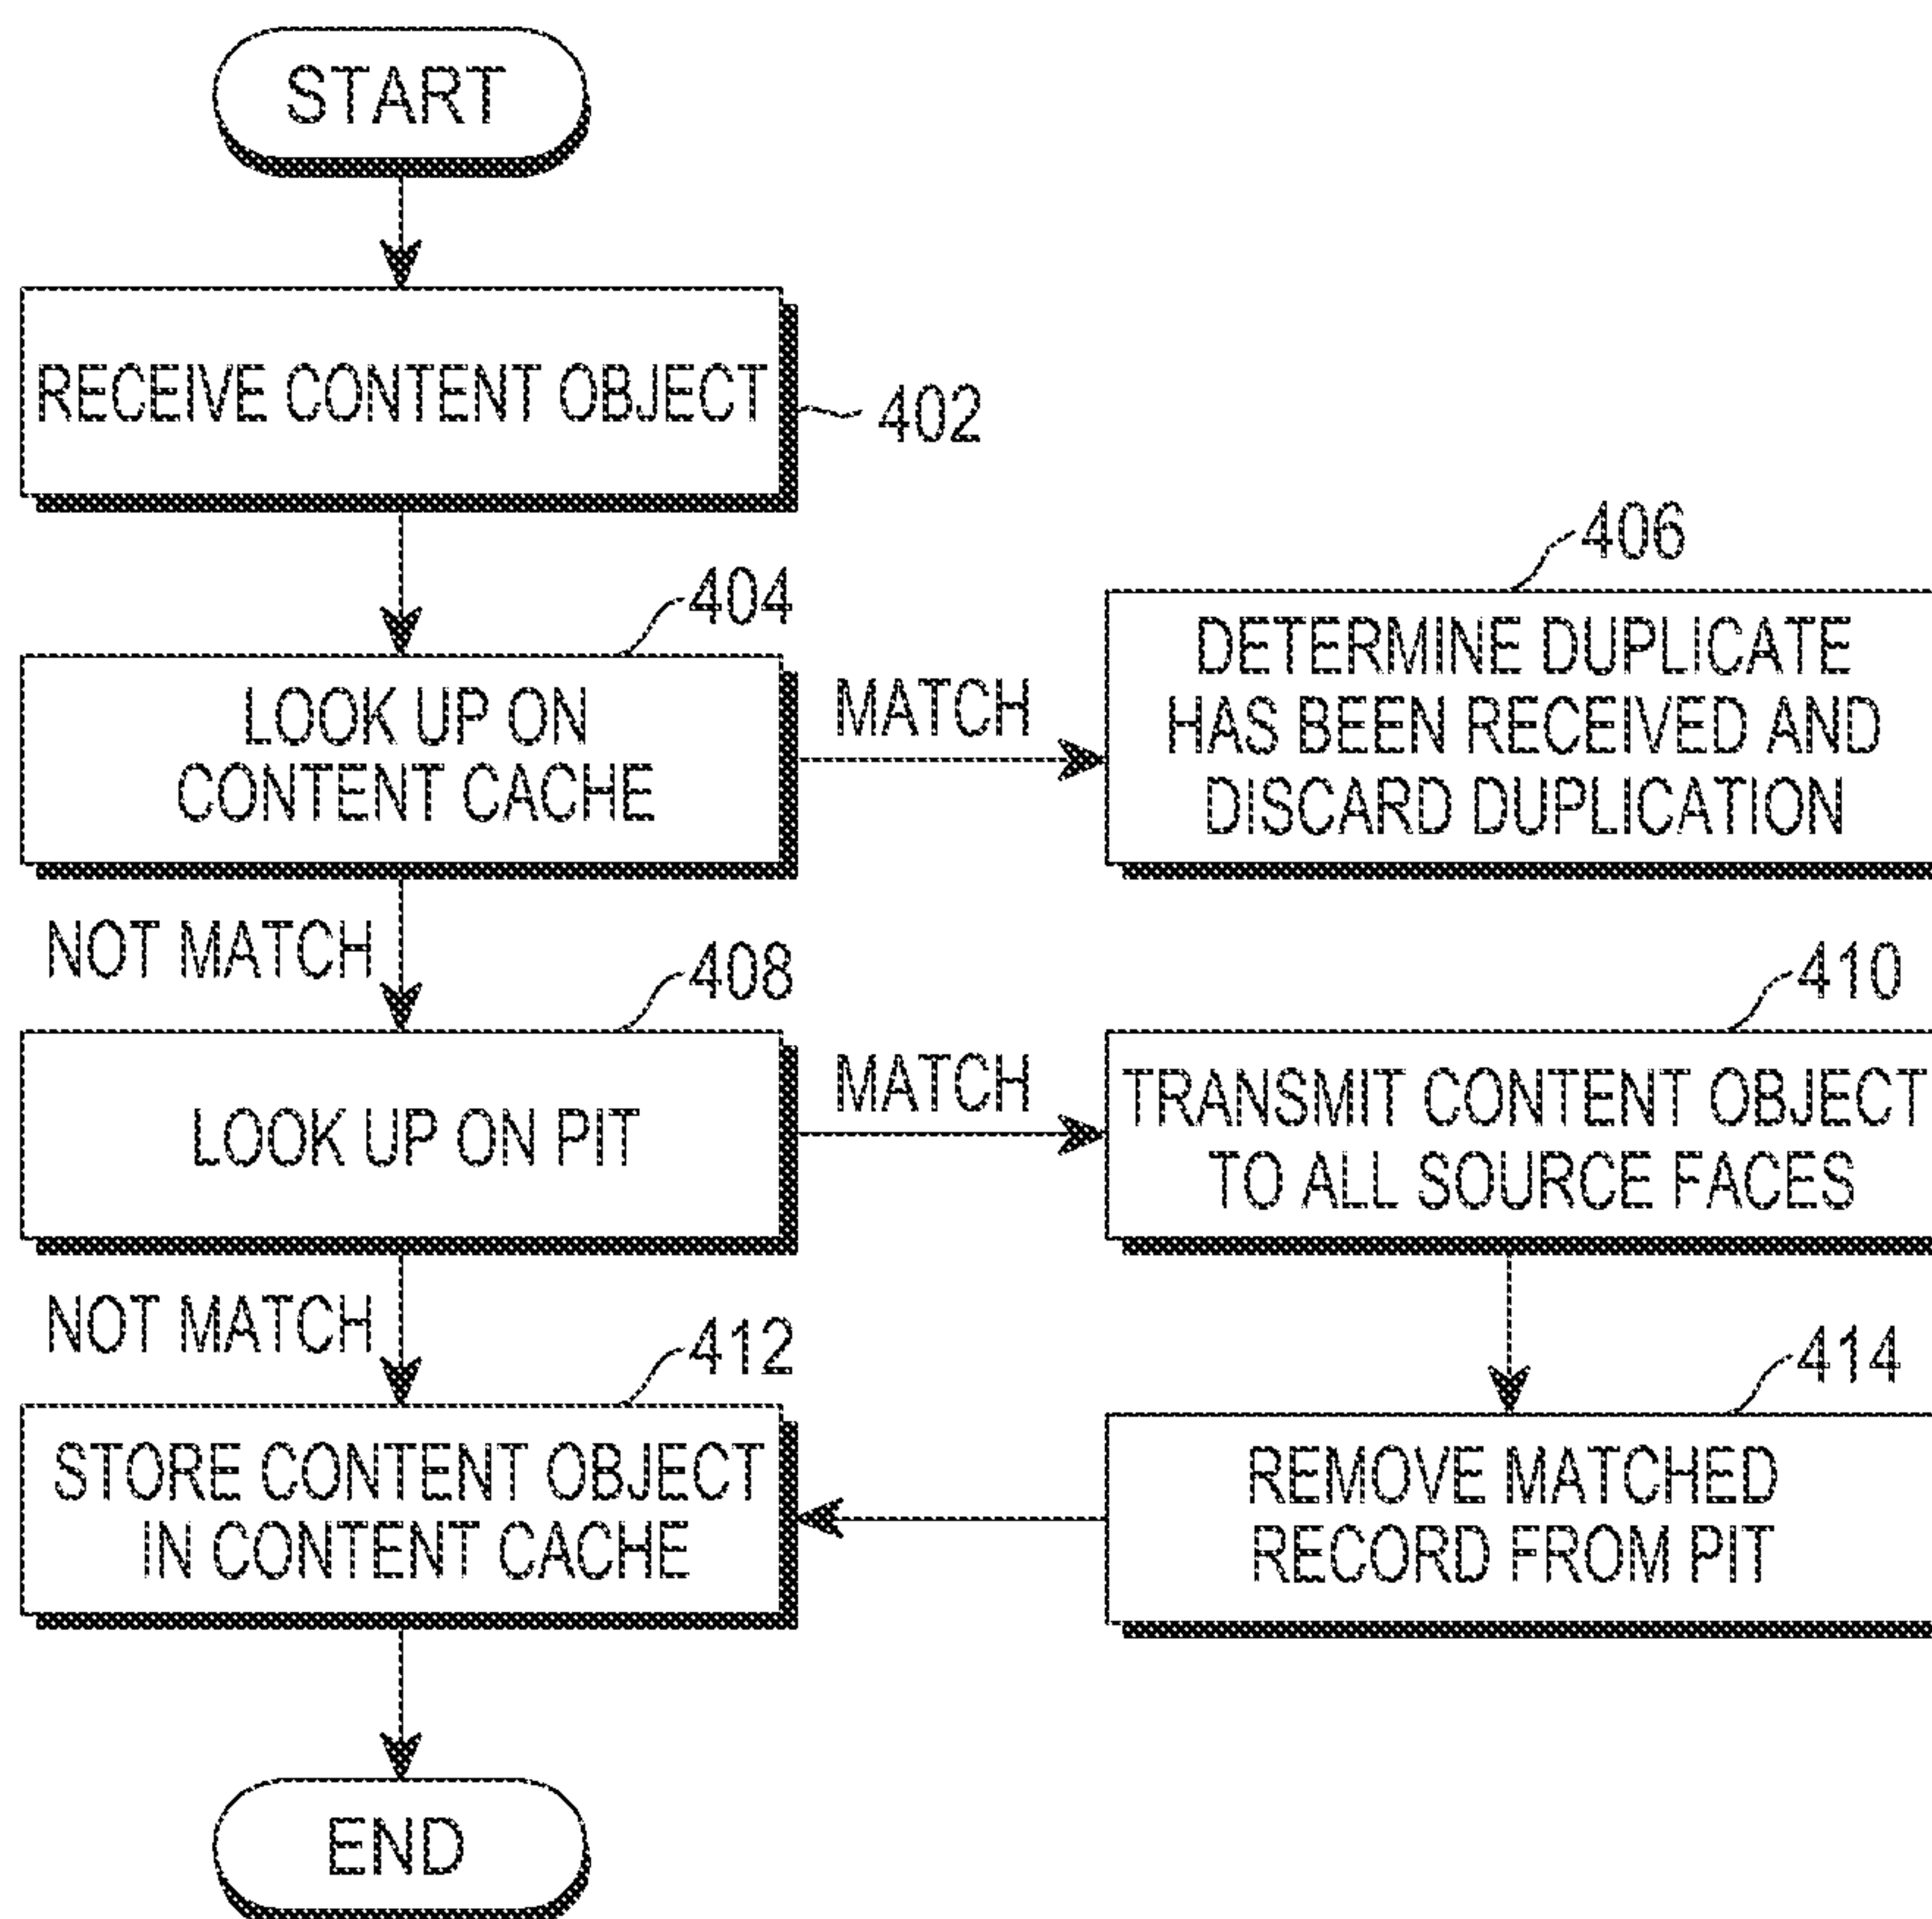 START
RECEIVE CONTENT OBJECT
402
404
LOOK UP ON
CONTENT CACHE
MATCH
406
DETERMINE DUPLICATE
HAS BEEN RECEIVED AND
DISCARD DUPLICATION
NOT MATCH
408
LOOK UP ON PIT
MATCH
410
TRANSMIT CONTENT OBJECT
TO ALL SOURCE FACES
NOT MATCH
412
STORE CONTENT OBJECT
IN CONTENT CACHE
414
REMOVE MATCHED
RECORD FROM PIT
END